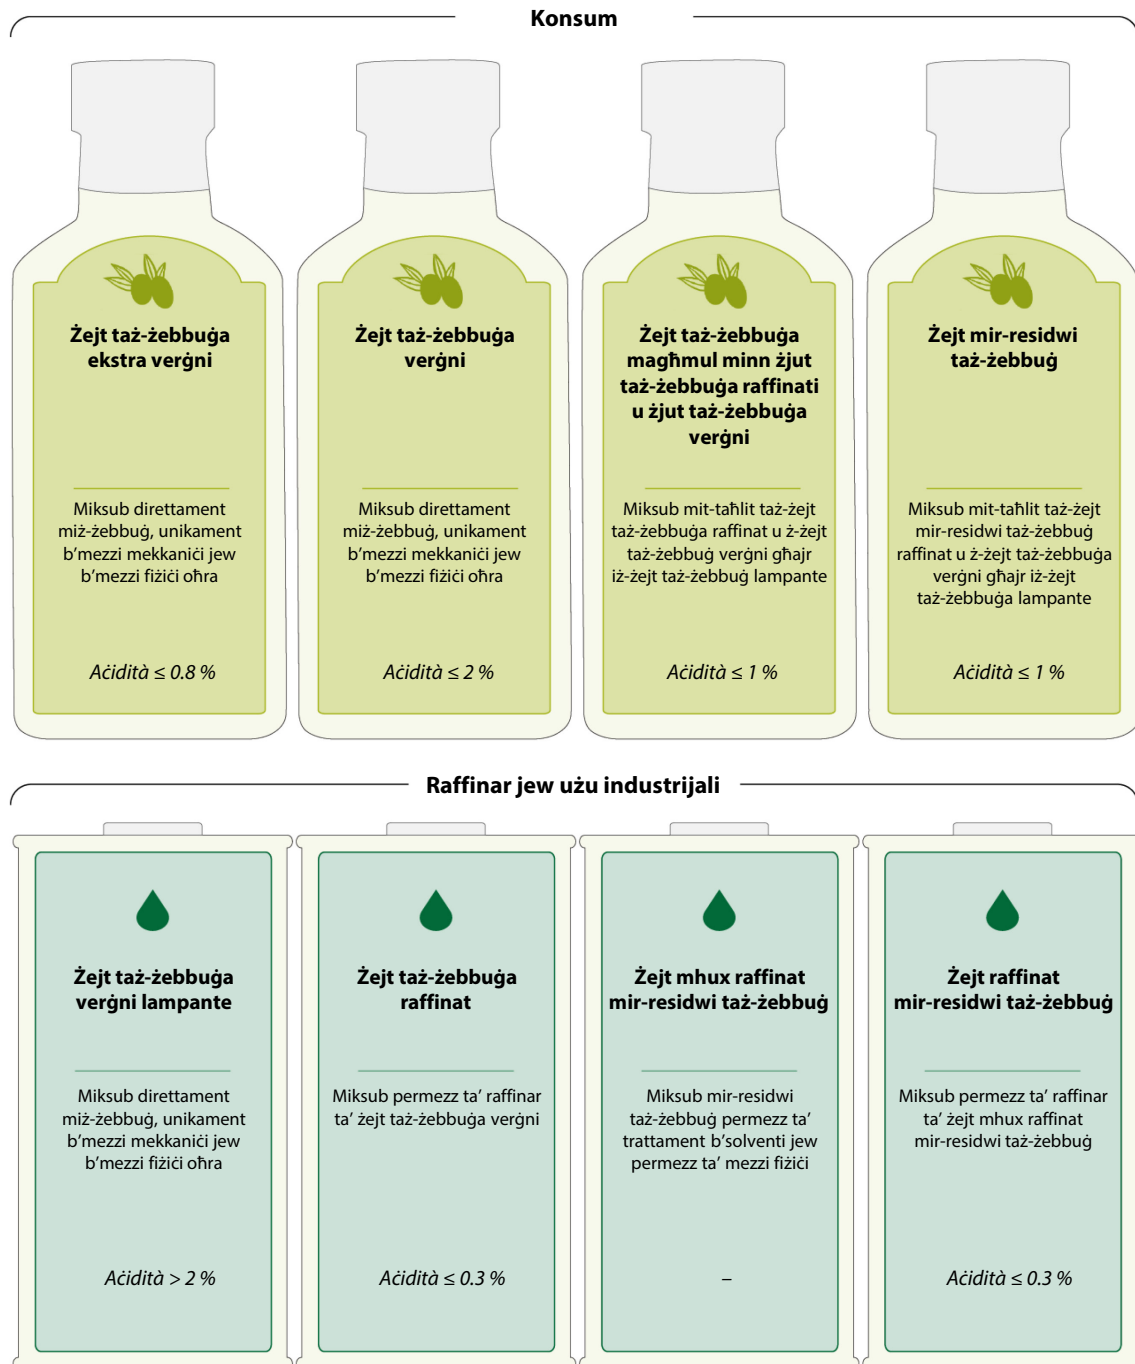 Konsum
Żejt taż-żebbuġa
ekstra verġni
Miksub direttament
miż-żebbuġ, unikament
b’mezzi mekkaniċi jew
b’mezzi fiżiċi oħra
Aċidità ≤ 0.8 %
Żejt taż-żebbuġa
verġni
Miksub direttament
miż-żebbuġ, unikament
b’mezzi mekkaniċi jew
b’mezzi fiżiċi oħra
Aċidità ≤ 2 %
Żejt taż-żebbuġa
magħmul minn żjut
taż-żebbuġa raffinati
u żjut taż-żebbuġa
verġni
Miksub mit-taħlit taż-żejt
taż-żebbuġa raffinat u ż-żejt
taż-żebbuġ verġni għajr
iż-żejt taż-żebbuġ lampante
Aċidità ≤ 1 %
Żejt mir-residwi
taż-żebbuġ
Miksub mit-taħlit taż-żejt
mir-residwi taż-żebbuġ
raffinat u ż-żejt taż-żebbuġa
verġni għajr iż-żejt
taż-żebbuġa lampante
Aċidità ≤ 1 %
Raffinar jew użu industrijali
Żejt taż-żebbuġa
verġni lampante
Miksub direttament
miż-żebbuġ, unikament
b’mezzi mekkaniċi jew
b’mezzi fiżiċi oħra
Aċidità > 2 %
Żejt taż-żebbuġa
raffinat
Miksub permezz ta’ raffinar
ta’ żejt taż-żebbuġa verġni
Aċidità ≤ 0.3 %
Żejt mhux raffinat
mir-residwi taż-żebbuġ
Miksub mir-residwi
taż-żebbuġ permezz ta’
trattament b’solventi jew
permezz ta’ mezzi fiżiċi
–
Żejt raffinat
mir-residwi taż-żebbuġ
Miksub permezz ta’ raffinar
ta’ żejt mhux raffinat
mir-residwi taż-żebbuġ
Aċidità ≤ 0.3 %